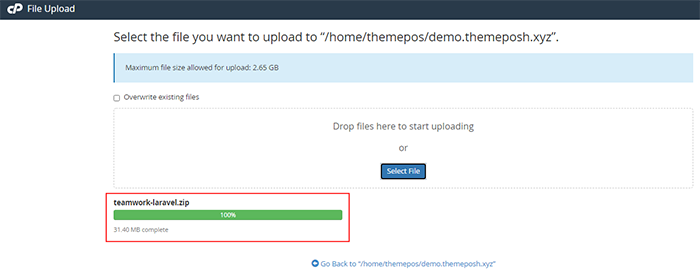 cP File Upload
Select the file you want to upload to “/home/themepos/demo.themeposh.xyz”.
Maximum file size allowed for upload: 2.65 GB
Overwrite existing files
Drop files here to start uploading
or
Select File
teamwork-laravel.zip
100%
31.40 MB complete
Go Back to “/home/themepos/demo.themeposh.xyz”